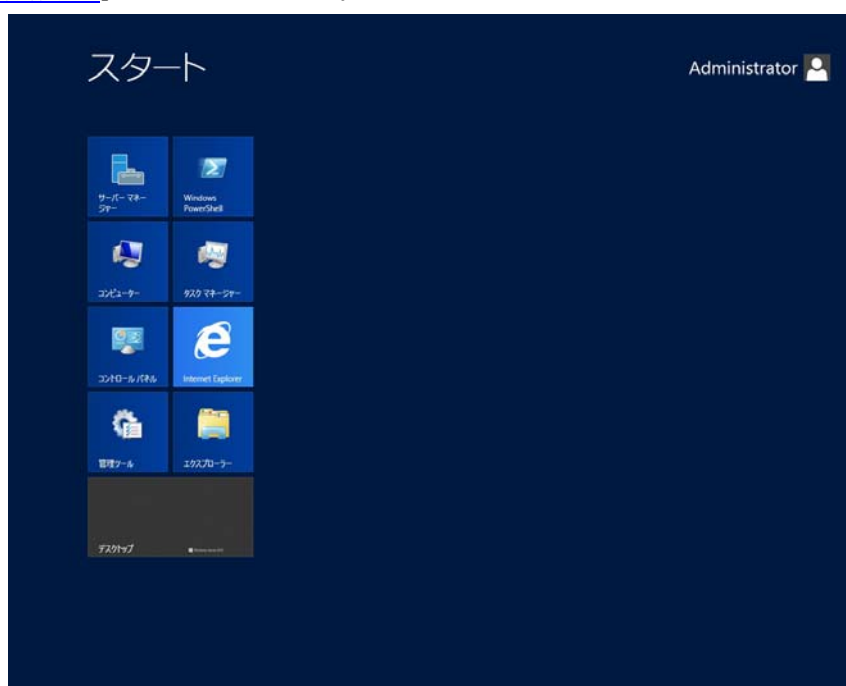 スタート
Administrator
サーバー マネー
ジャー
Windows
PowerShell
コンピューター
タスク マネージャー
コントロール パネル
Internet Explorer
管理ツール
エクスプローラー
デスクトップ